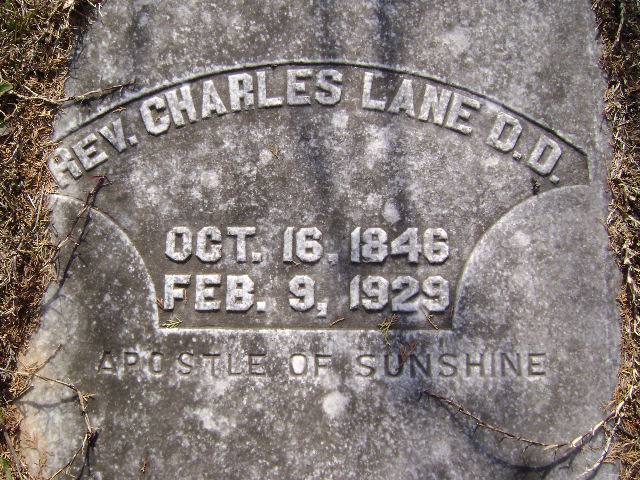 REV. CHARLES LANE D.D.
OCT. 16. 1846
FEB. 9, 1929
APOSTLE OF SUNSHINE